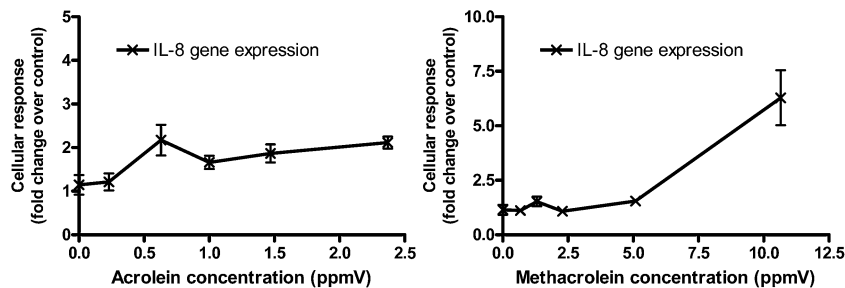 Cellular response
(fold change over control)
5
4
3
2
1
0
IL-8 gene expression
0.0 0.5 1.0 1.5 2.0 2.5
Acrolein concentration (ppmV)
Cellular response
(fold change over control)
10.0
7.5
5.0
2.5
0.0
IL-8 gene expression
0.0 2.5 5.0 7.5 10.0 12.5
Methacrolein concentration (ppmV)